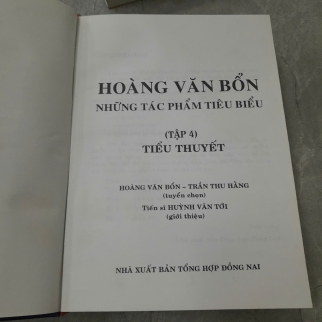 HOÀNG VĂN BỔN
NHỮNG TÁC PHẨM TIÊU BIỂU
(TẬP 4)
TIỂU THUYẾT
HOÀNG VĂN BỔN - TRẦN THU HẰNG
(tuyển chọn)
Tiến sĩ HUỲNH VĂN TỚI
(giới thiệu)
NHÀ XUẤT BẢN TỔNG HỢP ĐỒNG NAI